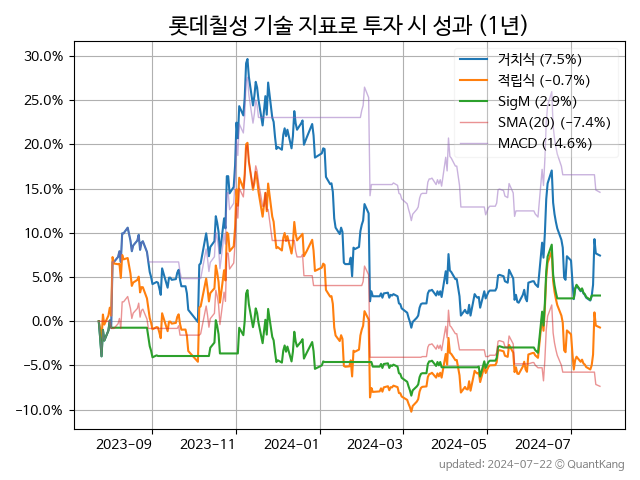 롯데칠성 기술 지표로 투자 시 성과 (1년)
거치식 (7.5%)
적립식 (−0.7%)
SigM (2.9%)
SMA(20) (−7.4%)
MACD (14.6%)
30.0%
25.0%
20.0%
15.0%
10.0%
5.0%
0.0%
−5.0%
−10.0%
2023-09 2023-11 2024-01 2024-03 2024-05 2024-07
updated: 2024-07-22 © QuantKang